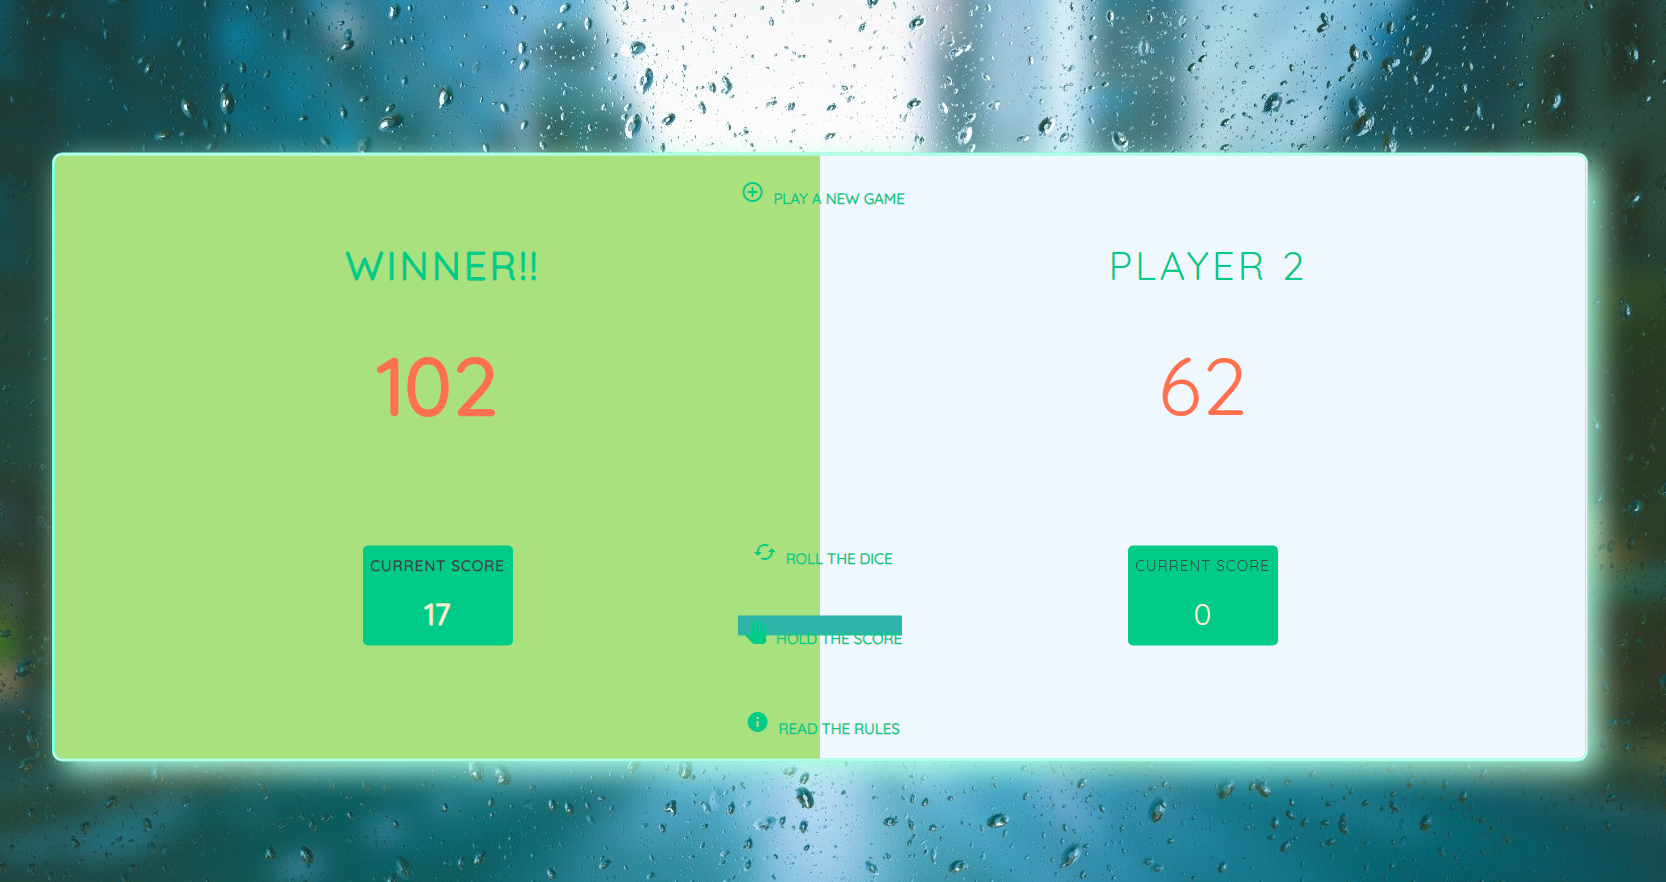 PLAY A NEW GAME
WINNER!!
PLAYER 2
102
62
ROLL THE DICE
CURRENT SCORE
17
CURRENT SCORE
0
HOLD THE SCORE
READ THE RULES